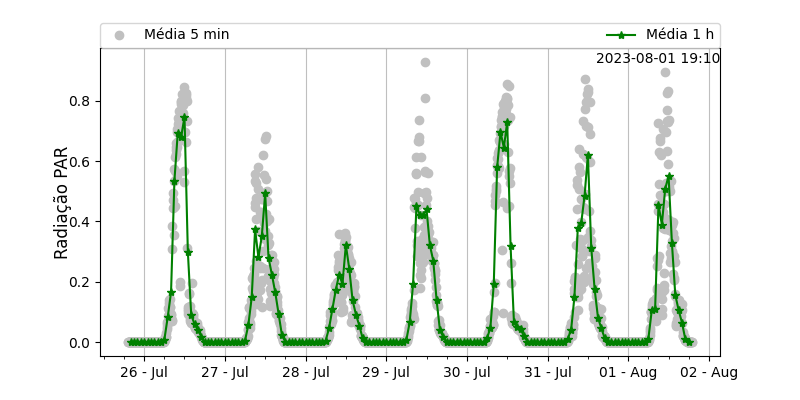 Média 5 min
Média 1 h
2023-08-01 19:10
Radiação PAR
0.8
0.6
0.4
0.2
0.0
26 - Jul
27 - Jul
28 - Jul
29 - Jul
30 - Jul
31 - Jul
01 - Aug
02 - Aug